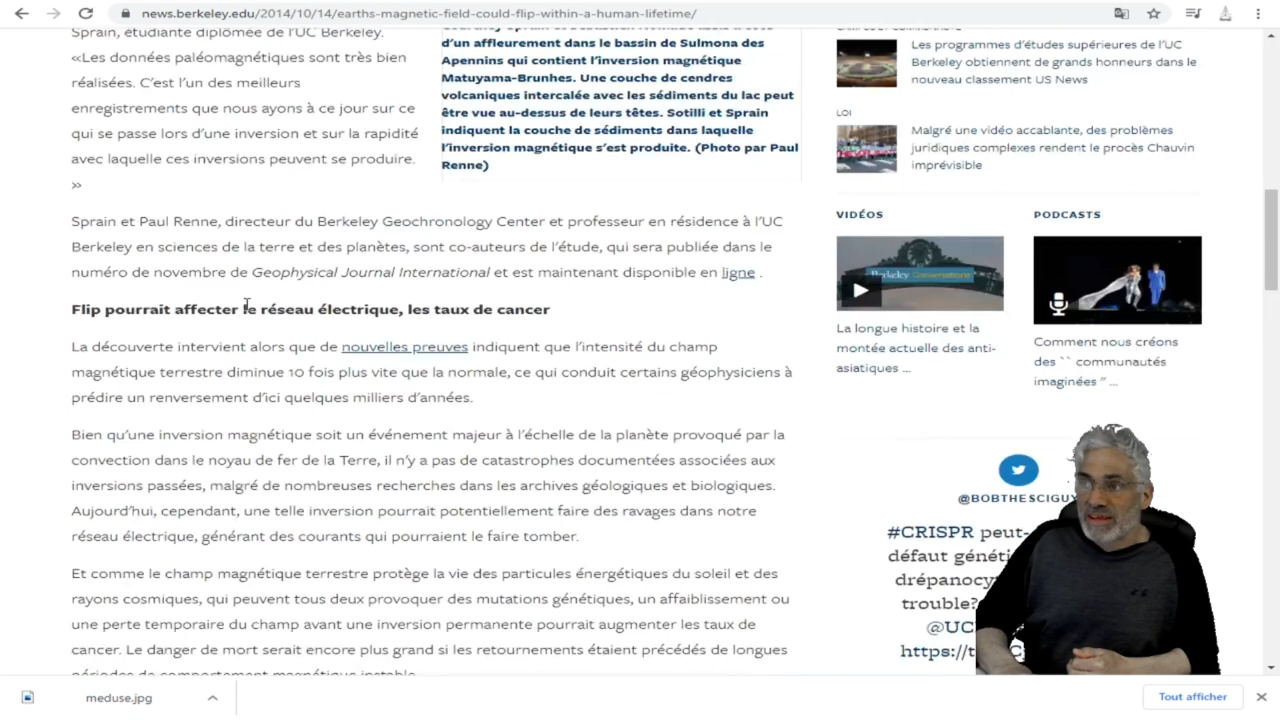 news.berkeley.edu/2014/10/14/earths-magnetic-field-could-flip-within-a-human-lifetime/
Sprain, étudiante diplômée de l'UC Berkeley.
«Les données paléomagnétiques sont très bien
réalisées. C'est l'un des meilleurs
enregistrements que nous ayons à ce jour sur ce
qui se passe lors d'une inversion et sur la rapidité
avec laquelle ces inversions peuvent se produire.
»
d'un affleurement dans le bassin de Sulmona des
Apennins qui contient l'inversion magnétique
Matuyama-Brunhes. Une couche de cendres
volcaniques intercalée avec les sédiments du lac peut
être vue au-dessus de leurs têtes. Sotilli et Sprain
indiquent la couche de sédiments dans laquelle
l'inversion magnétique s'est produite. (Photo par Paul
Renne)
Sprain et Paul Renne, directeur du Berkeley Geochronology Center et professeur en résidence à l'UC
Berkeley en sciences de la terre et des planètes, sont co-auteurs de l'étude, qui sera publiée dans le
numéro de novembre de Geophysical Journal International et est maintenant disponible en ligne .
Flip pourrait affecter le réseau électrique, les taux de cancer
La découverte intervient alors que de nouvelles preuves indiquent que l'intensité du champ
magnétique terrestre diminue 10 fois plus vite que la normale, ce qui conduit certains géophysiciens à
prédire un renversement d'ici quelques milliers d'années.
Bien qu'une inversion magnétique soit un événement majeur à l'échelle de la planète provoqué par la
convection dans le noyau de fer de la Terre, il n'y a pas de catastrophes documentées associées aux
inversions passées, malgré de nombreuses recherches dans les archives géologiques et biologiques.
Aujourd'hui, cependant, une telle inversion pourrait potentiellement faire des ravages dans notre
réseau électrique, générant des courants qui pourraient le faire tomber.
Et comme le champ magnétique terrestre protège la vie des particules énergétiques du soleil et des
rayons cosmiques, qui peuvent tous deux provoquer des mutations génétiques, un affaiblissement ou
une perte temporaire du champ avant une inversion permanente pourrait augmenter les taux de
cancer. Le danger de mort serait encore plus grand si les retournements étaient précédés de longues
périodes de comportement magnétique instable.
Les programmes d'études supérieures de l'UC
Berkeley obtiennent de grands honneurs dans le
nouveau classement US News
LOI
Malgré une vidéo accablante, des problèmes
juridiques complexes rendent le procès Chauvin
imprévisible
VIDÉOS
Berkeley Conversations
La longue histoire et la
montée actuelle des anti-
asiatiques ...
PODCASTS
Comment nous créons
des `` communautés
imaginées '' ...
@BOBTHESCIGUY
#CRISPR peut-
défaut généti
drépanocy
trouble?
@UC
https://t
meduse.jpg
Tout afficher